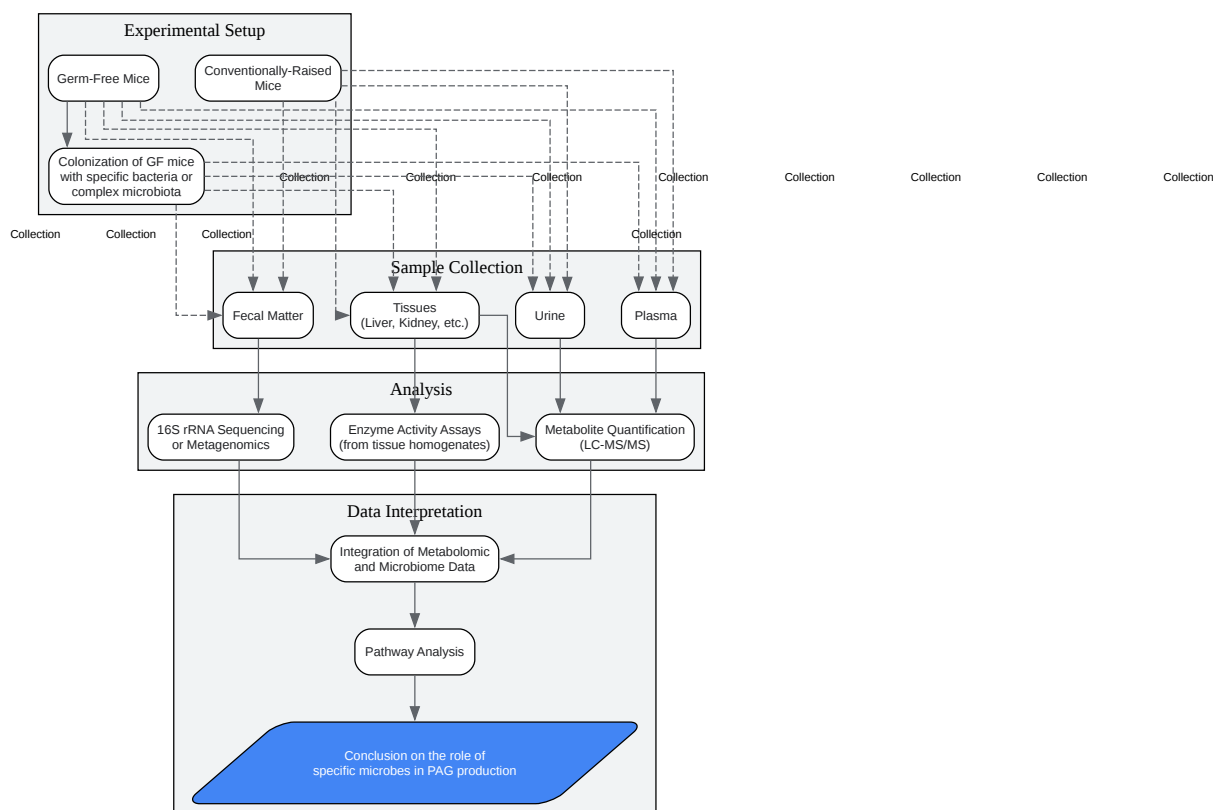 Experimental Setup
Germ-Free Mice
Conventionally-Raised
Mice
Colonization of GF mice
with specific bacteria or
complex microbiota
Collection
Collection
Collection
Collection
Collection
Collection
Collection
Collection
Collection
Collection
Collection
Collection
Sample Collection
Fecal Matter
Tissues
(Liver, Kidney, etc.)
Urine
Plasma
Analysis
16S rRNA Sequencing
or Metagenomics
Enzyme Activity Assays
(from tissue homogenates)
Metabolite Quantification
(LC-MS/MS)
Data Interpretation
Integration of Metabolomic
and Microbiome Data
Pathway Analysis
Conclusion on the role of
specific microbes in PAG production